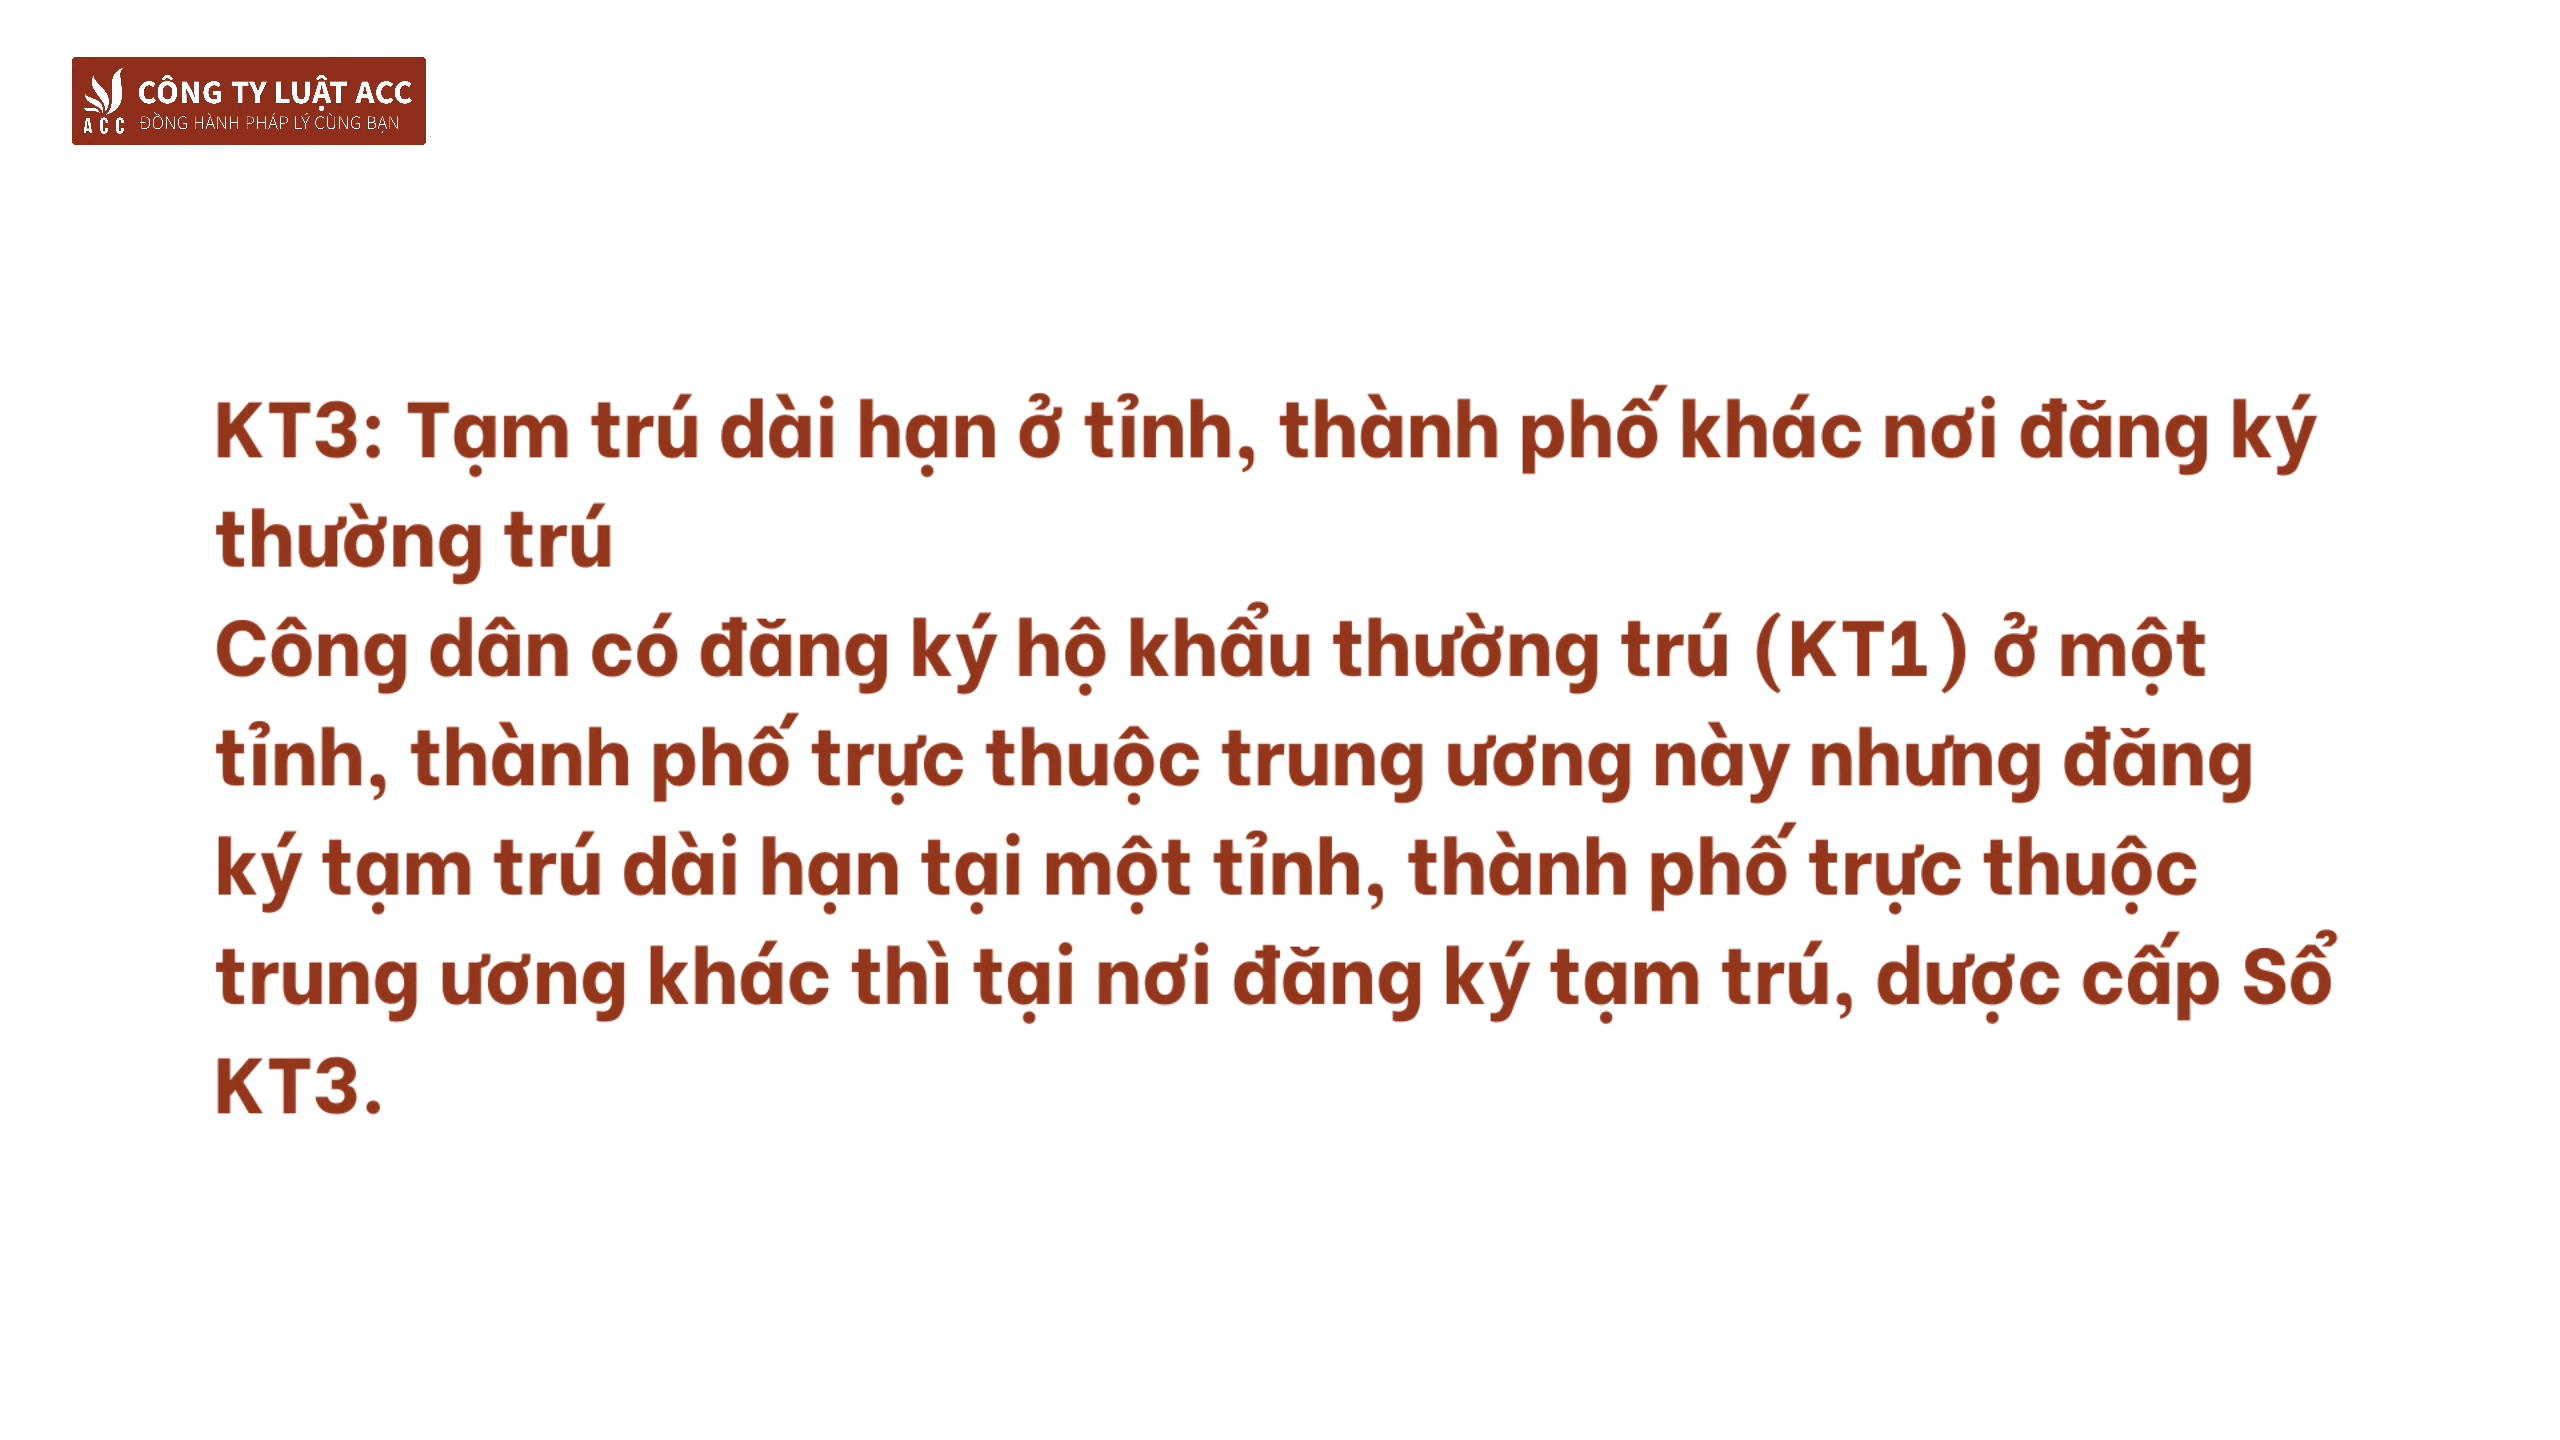 CÔNG TY LUẬT ACC
ACC ĐỒNG HÀNH PHÁP LÝ CÙNG BẠN
KT3: Tạm trú dài hạn ở tỉnh, thành phố khác nơi đăng ký
thường trú
Công dân có đăng ký hộ khẩu thường trú (KT1) ở một
tỉnh, thành phố trực thuộc trung ương này nhưng đăng
ký tạm trú dài hạn tại một tỉnh, thành phố trực thuộc
trung ương khác thì tại nơi đăng ký tạm trú, dược cấp Sổ
KT3.